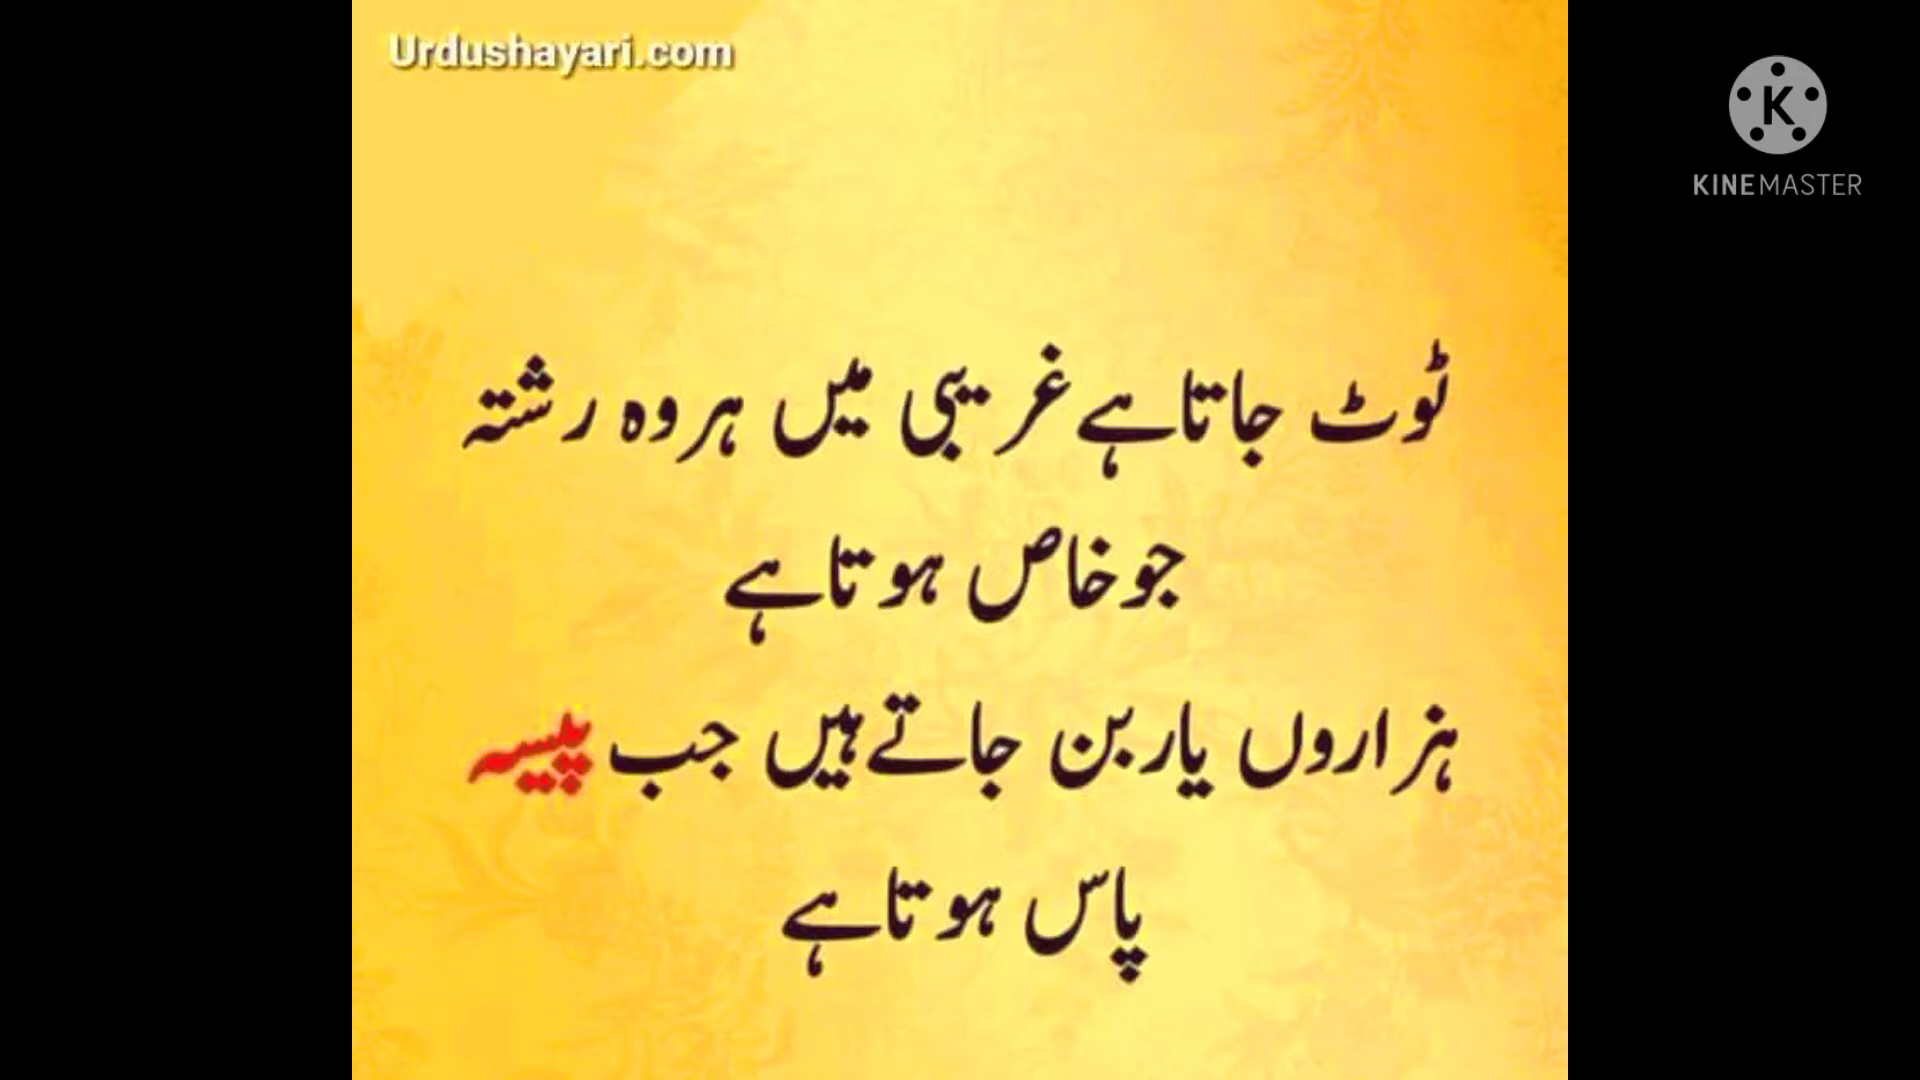 Urdushayari.com
K
KINEMASTER
ٹوٹ جاتا ہے غریبی میں ہر وہ رشتہ
جو خاص ہوتا ہے
ہزاروں یار بن جاتے ہیں جب پیسہ
پاس ہوتا ہے